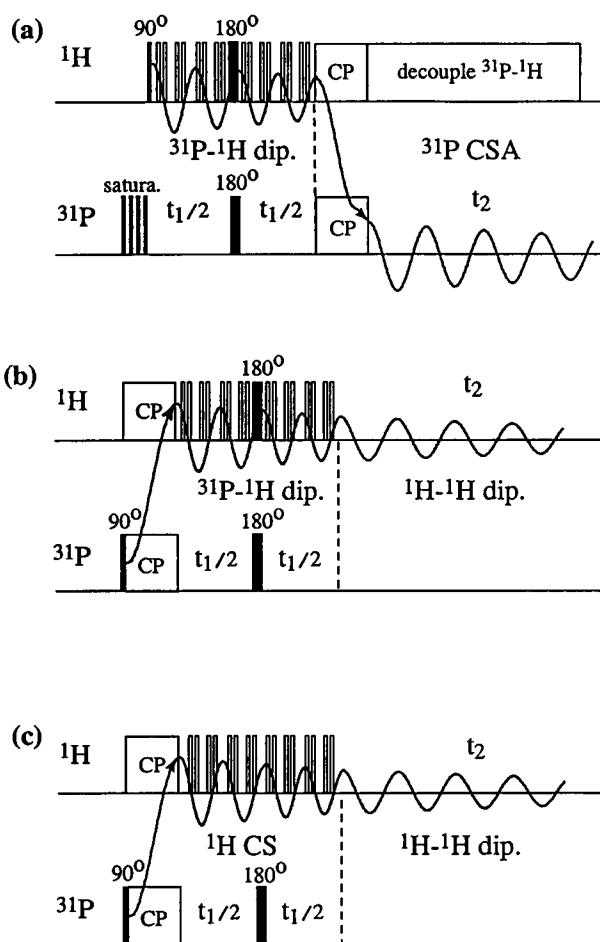 (a)
90° 180°
¹H
CP
decouple ³¹P-¹H
³¹P-¹H dip.
³¹P CSA
satura.
180°
³¹P
t₁/2
t₁/2
CP
t₂
(b)
180°
¹H
CP
t₂
³¹P-¹H dip.
¹H-¹H dip.
90°
180°
³¹P
CP
t₁/2
t₁/2
(c)
¹H
CP
t₂
¹H CS
¹H-¹H dip.
90°
180°
³¹P
CP
t₁/2
t₁/2